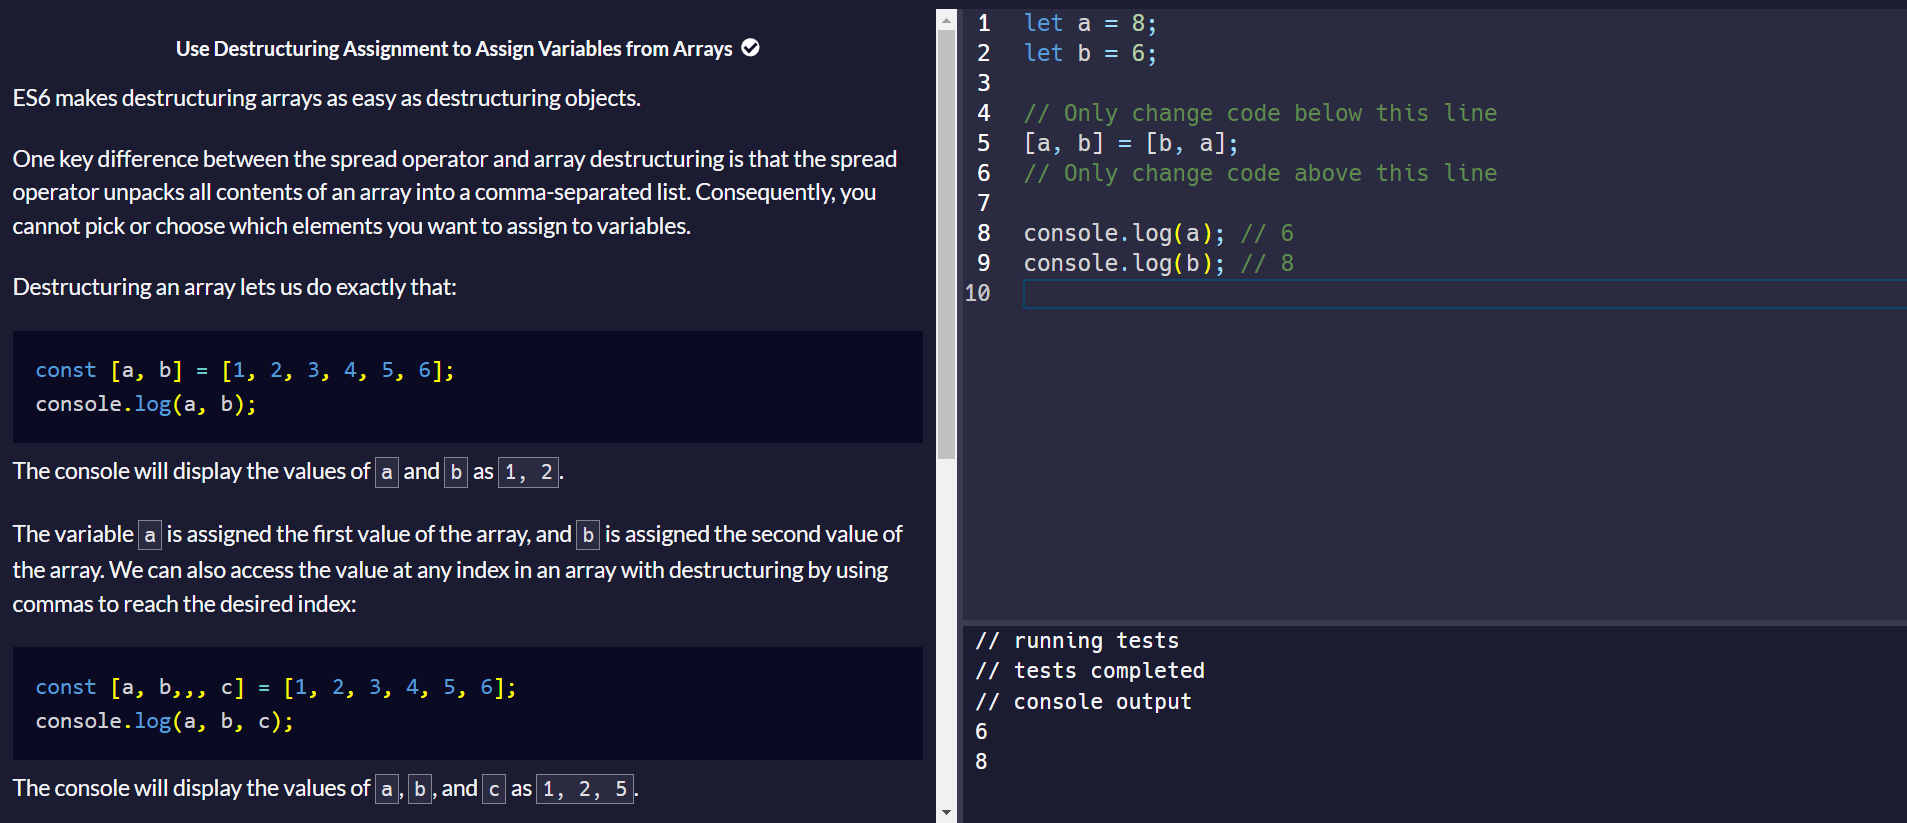 Use Destructuring Assignment to Assign Variables from Arrays
ES6 makes destructuring arrays as easy as destructuring objects.
One key difference between the spread operator and array destructuring is that the spread
operator unpacks all contents of an array into a comma-separated list. Consequently, you
cannot pick or choose which elements you want to assign to variables.
Destructuring an array lets us do exactly that:
const [a, b] = [1, 2, 3, 4, 5, 6];
console.log(a, b);
The console will display the values of a and b as 1, 2.
The variable a is assigned the first value of the array, and b is assigned the second value of
the array. We can also access the value at any index in an array with destructuring by using
commas to reach the desired index:
const [a, b,,, c] = [1, 2, 3, 4, 5, 6];
console.log(a, b, c);
The console will display the values of a, b, and c as 1, 2, 5.
1 let a = 8;
2 let b = 6;
3
4 // Only change code below this line
5 [a, b] = [b, a];
6 // Only change code above this line
7
8 console.log(a); // 6
9 console.log(b); // 8
10
// running tests
// tests completed
// console output
6
8